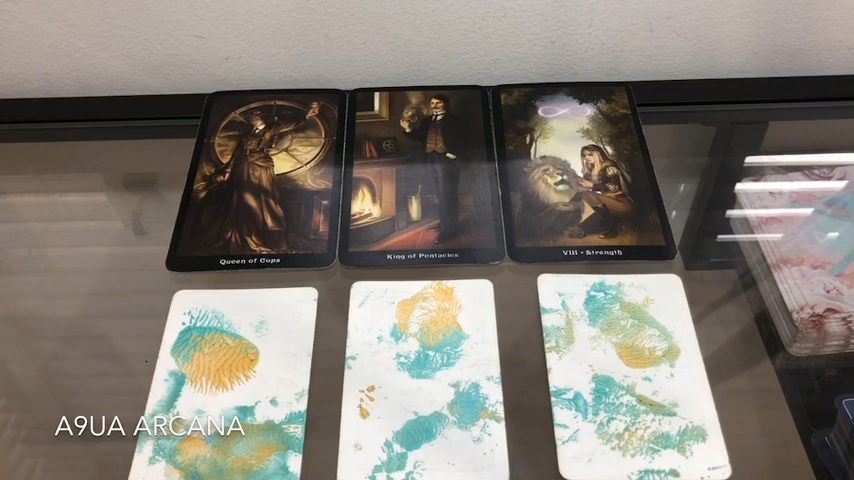 Queen of Cups
King of Pentacles
VIII - Strength
A9UA ARCANA